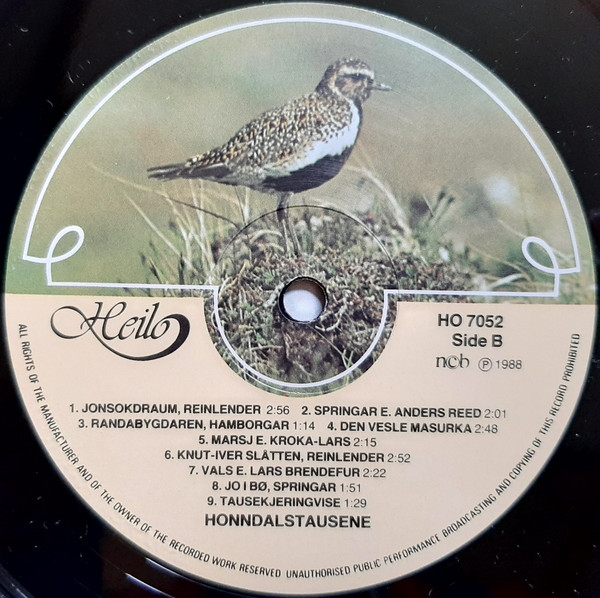 Heilo
HO 7052
Side B
ncb Ⓟ 1988
1. JONSOKDRAUM, REINLENDER 2:56 2. SPRINGAR E. ANDERS REED 2:01
3. RANDABYGDAREN, HAMBORGAR 1:14 4. DEN VESLE MASURKA 2:48
5. MARSJ E. KROKA-LARS 2:15
6. KNUT-IVER SLÅTTEN, REINLENDER 2:52
7. VALS E. LARS BRENDEFUR 2:22
8. JO I BØ, SPRINGAR 1:51
9. TAUSEKJERINGVISE 1:29
HONNDALSTAUSENE
ALL RIGHTS OF THE MANUFACTURER AND OF THE OWNER OF THE RECORDED WORK RESERVED UNAUTHORISED PUBLIC PERFORMANCE BROADCASTING AND COPYING OF THIS RECORD PROHIBITED